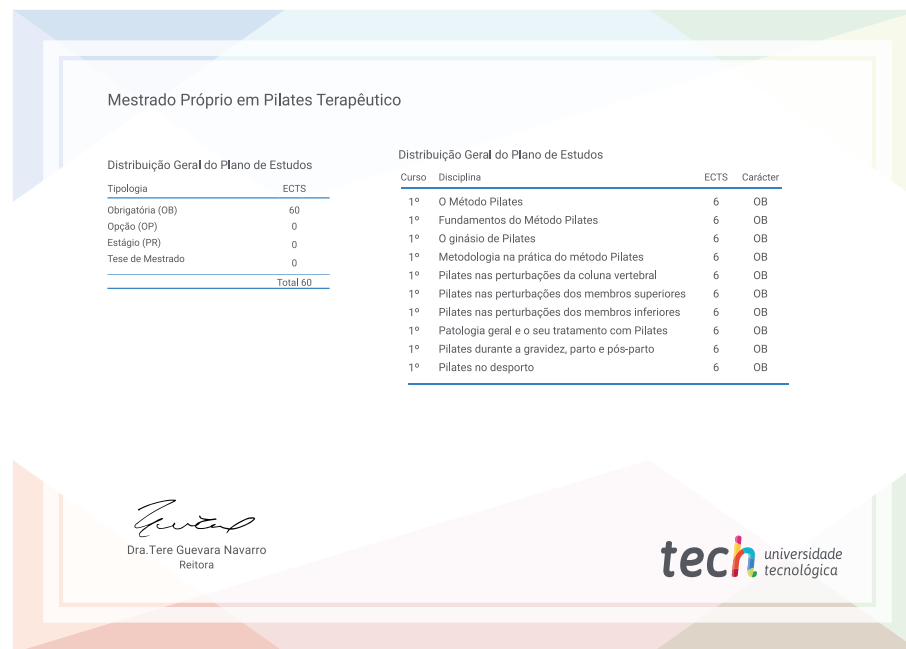 Mestrado Próprio em Pilates Terapêutico
Distribuição Geral do Plano de Estudos
Tipologia ECTS
Obrigatória (OB) 60
Opção (OP) 0
Estágio (PR) 0
Tese de Mestrado 0
Total 60
Distribuição Geral do Plano de Estudos
Curso Disciplina ECTS Carácter
1º O Método Pilates 6 OB
1º Fundamentos do Método Pilates 6 OB
1º O ginásio de Pilates 6 OB
1º Metodologia na prática do método Pilates 6 OB
1º Pilates nas perturbações da coluna vertebral 6 OB
1º Pilates nas perturbações dos membros superiores 6 OB
1º Pilates nas perturbações dos membros inferiores 6 OB
1º Patologia geral e o seu tratamento com Pilates 6 OB
1º Pilates durante a gravidez, parto e pós-parto 6 OB
1º Pilates no desporto 6 OB
Dra.Tere Guevara Navarro
Reitora
tech universidade
tecnológica